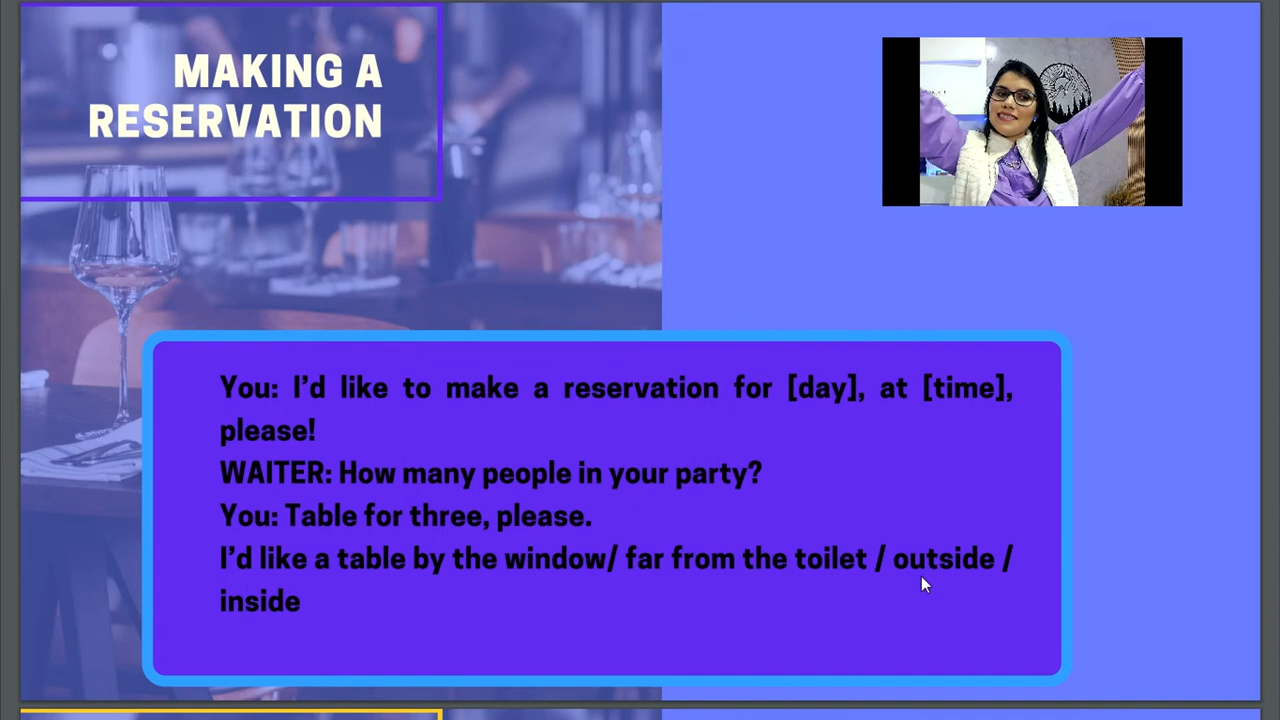 MAKING A
RESERVATION
You: I'd like to make a reservation for [day], at [time],
please!
WAITER: How many people in your party?
You: Table for three, please.
I'd like a table by the window/ far from the toilet / outside /
inside